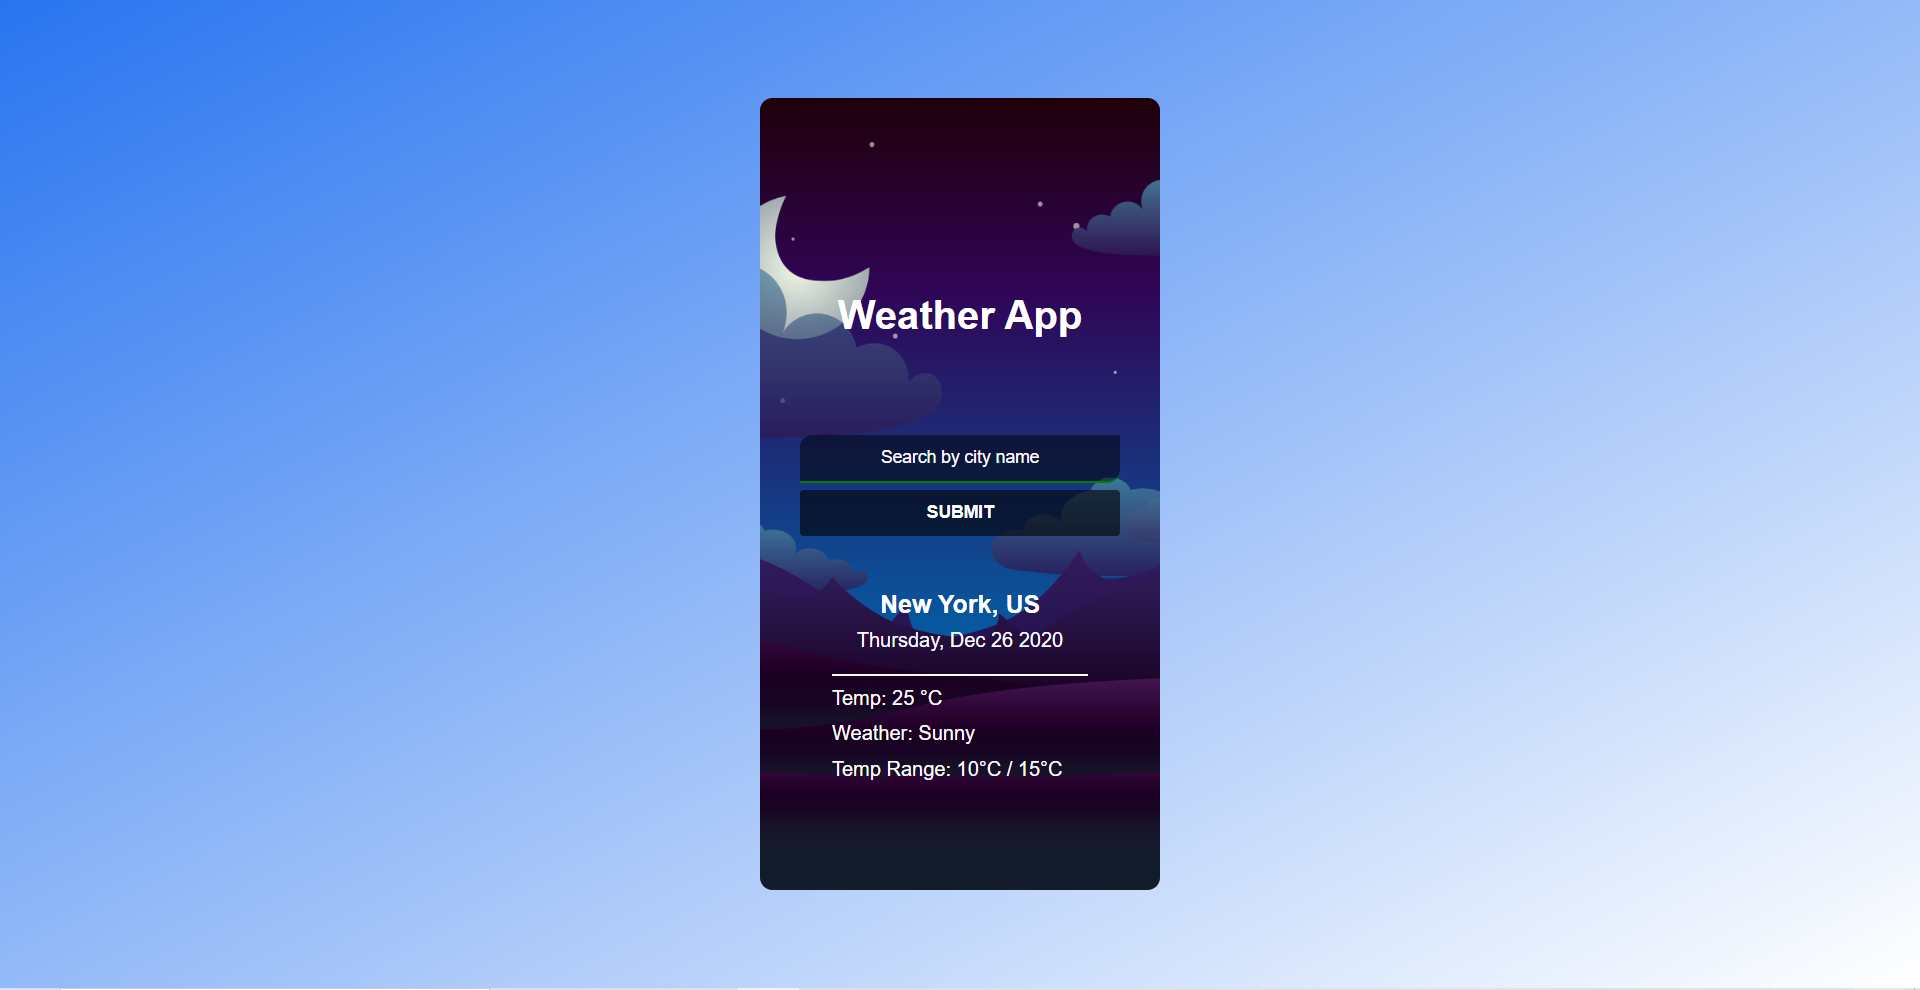 Weather App
Search by city name
SUBMIT
New York, US
Thursday, Dec 26 2020
Temp: 25 °C
Weather: Sunny
Temp Range: 10°C / 15°C